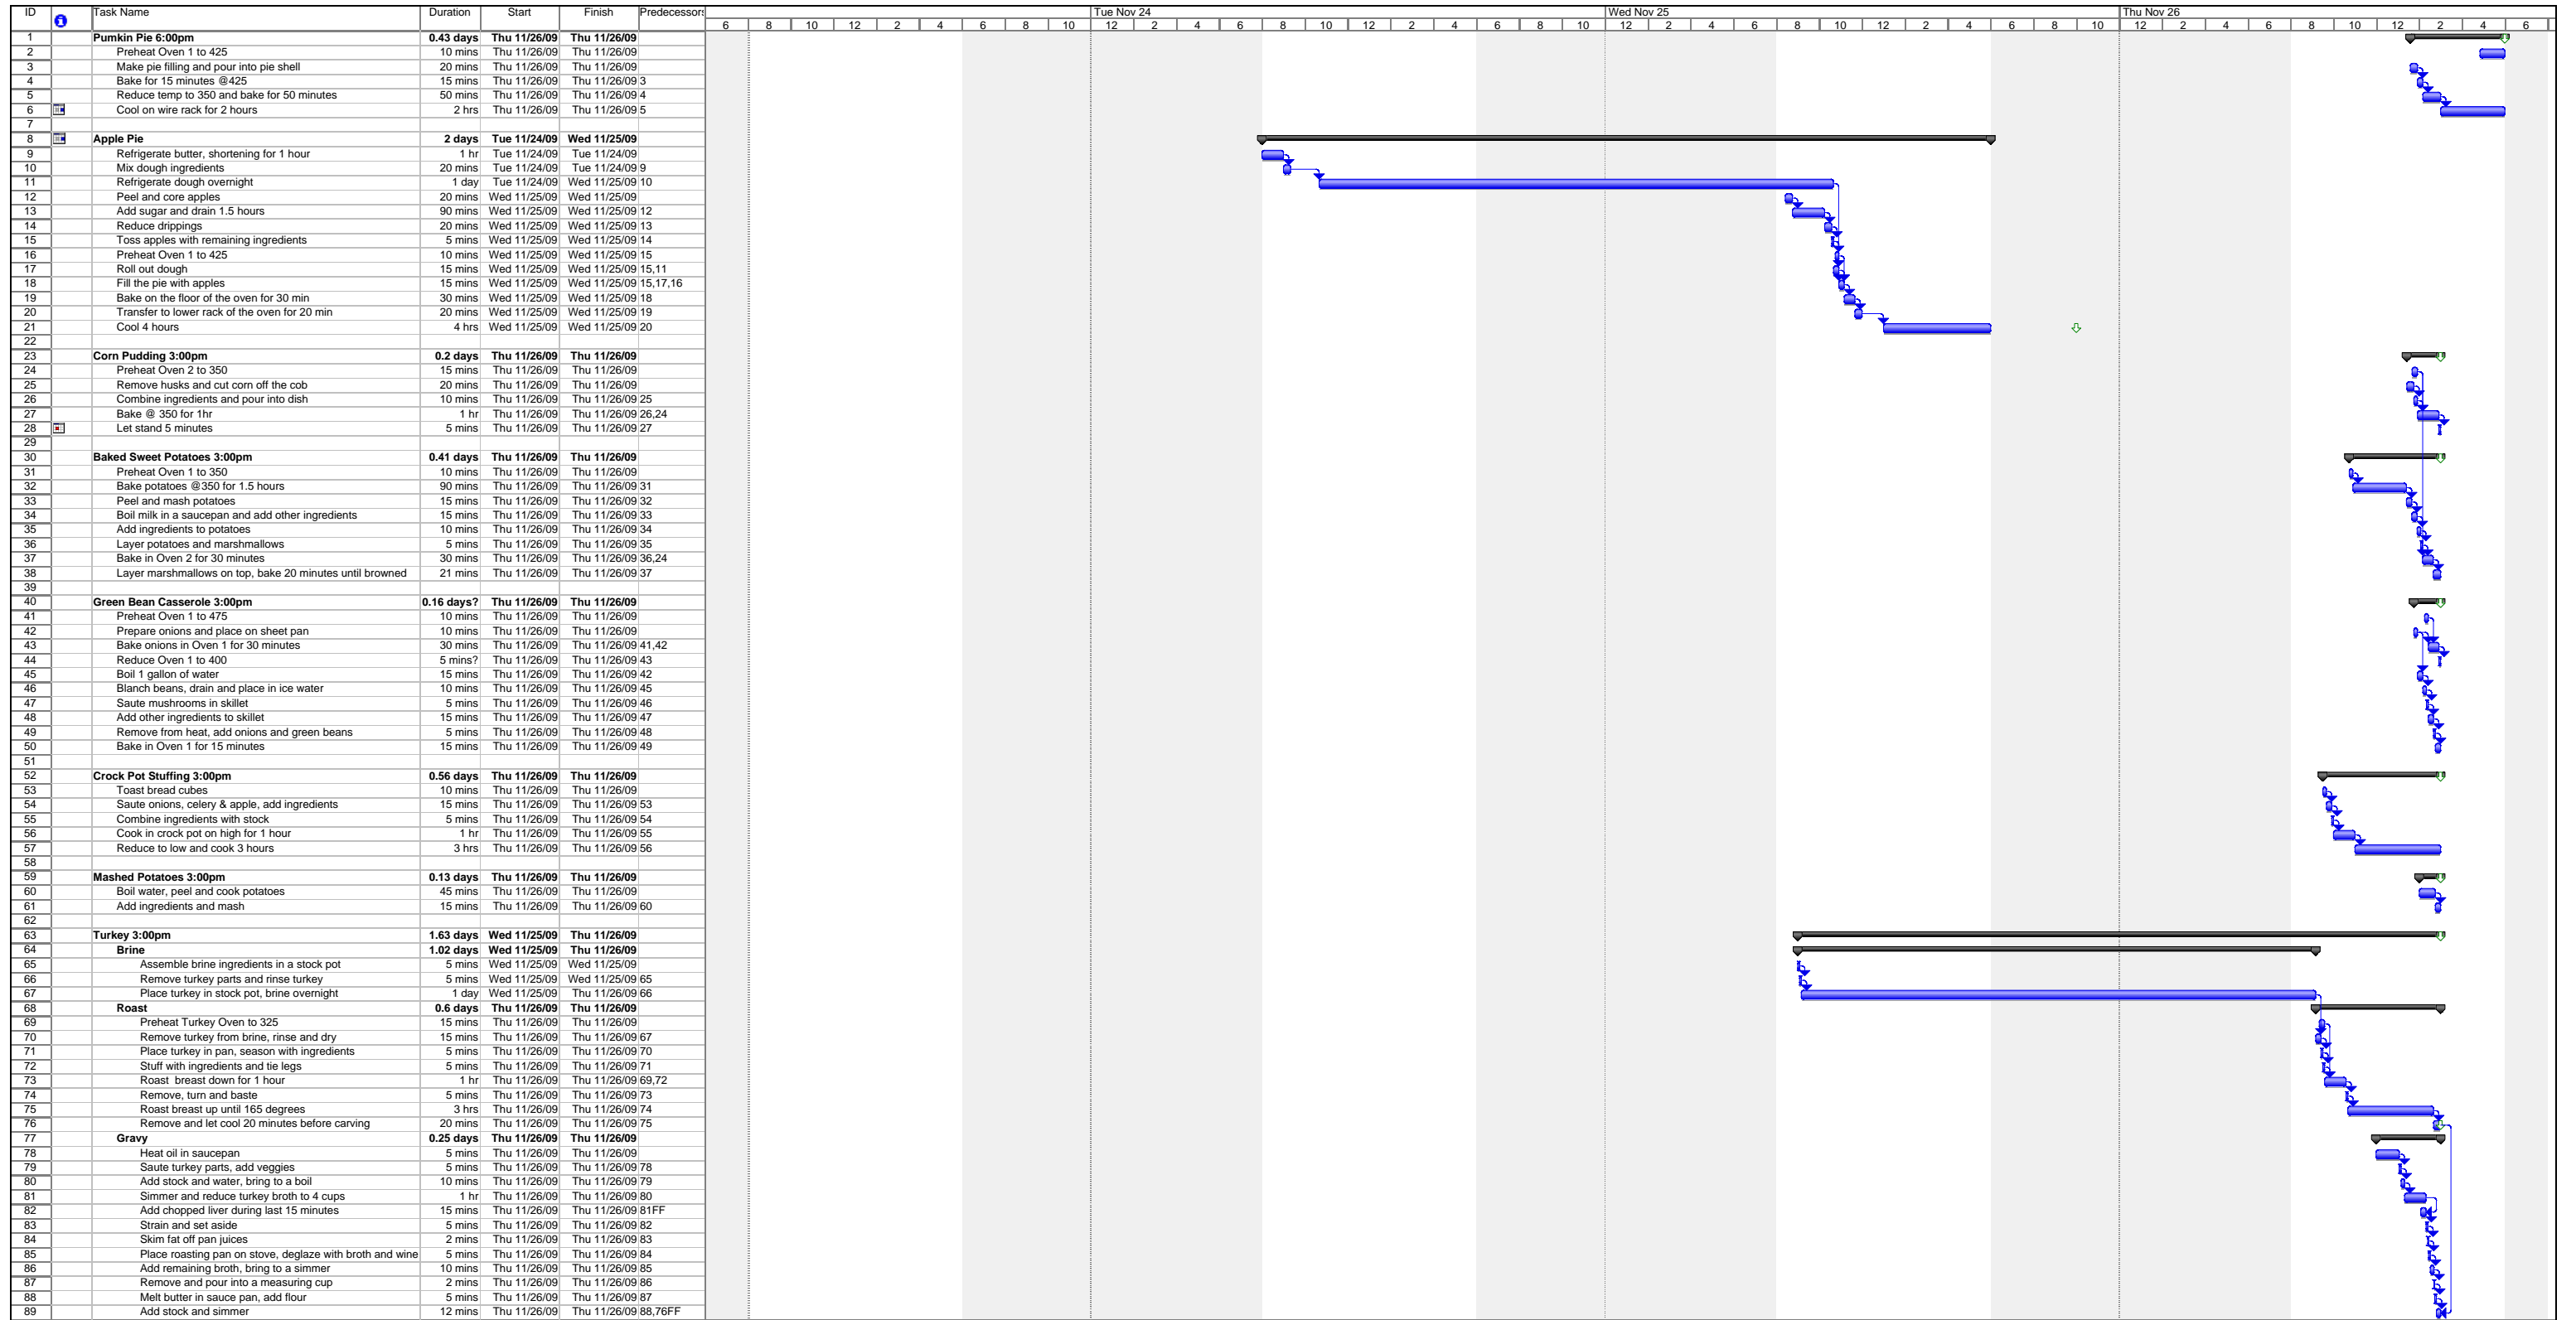 ID Task Name Duration Start Finish Predecessors Tue Nov 24 Wed Nov 25 Thu Nov 26
6 8 10 12 2 4 6 8 10 12 2 4 6 8 10 12 2 4 6 8 10 12 2 4 6 8 10 12 2 4 6 8 10 12 2 4 6 8 10 12 2 4 6
1 Pumkin Pie 6:00pm 0.43 days Thu 11/26/09 Thu 11/26/09
2 Preheat Oven 1 to 425 10 mins Thu 11/26/09 Thu 11/26/09
3 Make pie filling and pour into pie shell 20 mins Thu 11/26/09 Thu 11/26/09
4 Bake for 15 minutes @425 15 mins Thu 11/26/09 Thu 11/26/09 3
5 Reduce temp to 350 and bake for 50 minutes 50 mins Thu 11/26/09 Thu 11/26/09 4
6 Cool on wire rack for 2 hours 2 hrs Thu 11/26/09 Thu 11/26/09 5
7
8 Apple Pie 2 days Tue 11/24/09 Wed 11/25/09
9 Refrigerate butter, shortening for 1 hour 1 hr Tue 11/24/09 Tue 11/24/09
10 Mix dough ingredients 20 mins Tue 11/24/09 Tue 11/24/09 9
11 Refrigerate dough overnight 1 day Tue 11/24/09 Wed 11/25/09 10
12 Peel and core apples 20 mins Wed 11/25/09 Wed 11/25/09
13 Add sugar and drain 1.5 hours 90 mins Wed 11/25/09 Wed 11/25/09 12
14 Reduce drippings 20 mins Wed 11/25/09 Wed 11/25/09 13
15 Toss apples with remaining ingredients 5 mins Wed 11/25/09 Wed 11/25/09 14
16 Preheat Oven 1 to 425 10 mins Wed 11/25/09 Wed 11/25/09 15
17 Roll out dough 15 mins Wed 11/25/09 Wed 11/25/09 15,11
18 Fill the pie with apples 15 mins Wed 11/25/09 Wed 11/25/09 15,17,16
19 Bake on the floor of the oven for 30 min 30 mins Wed 11/25/09 Wed 11/25/09 18
20 Transfer to lower rack of the oven for 20 min 20 mins Wed 11/25/09 Wed 11/25/09 19
21 Cool 4 hours 4 hrs Wed 11/25/09 Wed 11/25/09 20
22
23 Corn Pudding 3:00pm 0.2 days Thu 11/26/09 Thu 11/26/09
24 Preheat Oven 2 to 350 15 mins Thu 11/26/09 Thu 11/26/09
25 Remove husks and cut corn off the cob 20 mins Thu 11/26/09 Thu 11/26/09
26 Combine ingredients and pour into dish 10 mins Thu 11/26/09 Thu 11/26/09 25
27 Bake @ 350 for 1hr 1 hr Thu 11/26/09 Thu 11/26/09 26,24
28 Let stand 5 minutes 5 mins Thu 11/26/09 Thu 11/26/09 27
29
30 Baked Sweet Potatoes 3:00pm 0.41 days Thu 11/26/09 Thu 11/26/09
31 Preheat Oven 1 to 350 10 mins Thu 11/26/09 Thu 11/26/09
32 Bake potatoes @350 for 1.5 hours 90 mins Thu 11/26/09 Thu 11/26/09 31
33 Peel and mash potatoes 15 mins Thu 11/26/09 Thu 11/26/09 32
34 Boil milk in a saucepan and add other ingredients 15 mins Thu 11/26/09 Thu 11/26/09 33
35 Add ingredients to potatoes 10 mins Thu 11/26/09 Thu 11/26/09 34
36 Layer potatoes and marshmallows 5 mins Thu 11/26/09 Thu 11/26/09 35
37 Bake in Oven 2 for 30 minutes 30 mins Thu 11/26/09 Thu 11/26/09 36,24
38 Layer marshmallows on top, bake 20 minutes until browned 21 mins Thu 11/26/09 Thu 11/26/09 37
39
40 Green Bean Casserole 3:00pm 0.16 days? Thu 11/26/09 Thu 11/26/09
41 Preheat Oven 1 to 475 10 mins Thu 11/26/09 Thu 11/26/09
42 Prepare onions and place on sheet pan 10 mins Thu 11/26/09 Thu 11/26/09
43 Bake onions in Oven 1 for 30 minutes 30 mins Thu 11/26/09 Thu 11/26/09 41,42
44 Reduce Oven 1 to 400 5 mins? Thu 11/26/09 Thu 11/26/09 43
45 Boil 1 gallon of water 15 mins Thu 11/26/09 Thu 11/26/09 42
46 Blanch beans, drain and place in ice water 10 mins Thu 11/26/09 Thu 11/26/09 45
47 Saute mushrooms in skillet 5 mins Thu 11/26/09 Thu 11/26/09 46
48 Add other ingredients to skillet 15 mins Thu 11/26/09 Thu 11/26/09 47
49 Remove from heat, add onions and green beans 5 mins Thu 11/26/09 Thu 11/26/09 48
50 Bake in Oven 1 for 15 minutes 15 mins Thu 11/26/09 Thu 11/26/09 49
51
52 Crock Pot Stuffing 3:00pm 0.56 days Thu 11/26/09 Thu 11/26/09
53 Toast bread cubes 10 mins Thu 11/26/09 Thu 11/26/09
54 Saute onions, celery & apple, add ingredients 15 mins Thu 11/26/09 Thu 11/26/09 53
55 Combine ingredients with stock 5 mins Thu 11/26/09 Thu 11/26/09 54
56 Cook in crock pot on high for 1 hour 1 hr Thu 11/26/09 Thu 11/26/09 55
57 Reduce to low and cook 3 hours 3 hrs Thu 11/26/09 Thu 11/26/09 56
58
59 Mashed Potatoes 3:00pm 0.13 days Thu 11/26/09 Thu 11/26/09
60 Boil water, peel and cook potatoes 45 mins Thu 11/26/09 Thu 11/26/09
61 Add ingredients and mash 15 mins Thu 11/26/09 Thu 11/26/09 60
62
63 Turkey 3:00pm 1.63 days Wed 11/25/09 Thu 11/26/09
64 Brine 1.02 days Wed 11/25/09 Thu 11/26/09
65 Assemble brine ingredients in a stock pot 5 mins Wed 11/25/09 Wed 11/25/09
66 Remove turkey parts and rinse turkey 5 mins Wed 11/25/09 Wed 11/25/09 65
67 Place turkey in stock pot, brine overnight 1 day Wed 11/25/09 Thu 11/26/09 66
68 Roast 0.6 days Thu 11/26/09 Thu 11/26/09
69 Preheat Turkey Oven to 325 15 mins Thu 11/26/09 Thu 11/26/09
70 Remove turkey from brine, rinse and dry 15 mins Thu 11/26/09 Thu 11/26/09 67
71 Place turkey in pan, season with ingredients 5 mins Thu 11/26/09 Thu 11/26/09 70
72 Stuff with ingredients and tie legs 5 mins Thu 11/26/09 Thu 11/26/09 71
73 Roast breast down for 1 hour 1 hr Thu 11/26/09 Thu 11/26/09 69,72
74 Remove, turn and baste 5 mins Thu 11/26/09 Thu 11/26/09 73
75 Roast breast up until 165 degrees 3 hrs Thu 11/26/09 Thu 11/26/09 74
76 Remove and let cool 20 minutes before carving 20 mins Thu 11/26/09 Thu 11/26/09 75
77 Gravy 0.25 days Thu 11/26/09 Thu 11/26/09
78 Heat oil in saucepan 5 mins Thu 11/26/09 Thu 11/26/09
79 Saute turkey parts, add veggies 5 mins Thu 11/26/09 Thu 11/26/09 78
80 Add stock and water, bring to a boil 10 mins Thu 11/26/09 Thu 11/26/09 79
81 Simmer and reduce turkey broth to 4 cups 1 hr Thu 11/26/09 Thu 11/26/09 80
82 Add chopped liver during last 15 minutes 15 mins Thu 11/26/09 Thu 11/26/09 81FF
83 Strain and set aside 5 mins Thu 11/26/09 Thu 11/26/09 82
84 Skim fat off pan juices 2 mins Thu 11/26/09 Thu 11/26/09 83
85 Place roasting pan on stove, deglaze with broth and wine 5 mins Thu 11/26/09 Thu 11/26/09 84
86 Add remaining broth, bring to a simmer 10 mins Thu 11/26/09 Thu 11/26/09 85
87 Remove and pour into a measuring cup 2 mins Thu 11/26/09 Thu 11/26/09 86
88 Melt butter in sauce pan, add flour 5 mins Thu 11/26/09 Thu 11/26/09 87
89 Add stock and simmer 12 mins Thu 11/26/09 Thu 11/26/09 88,76FF